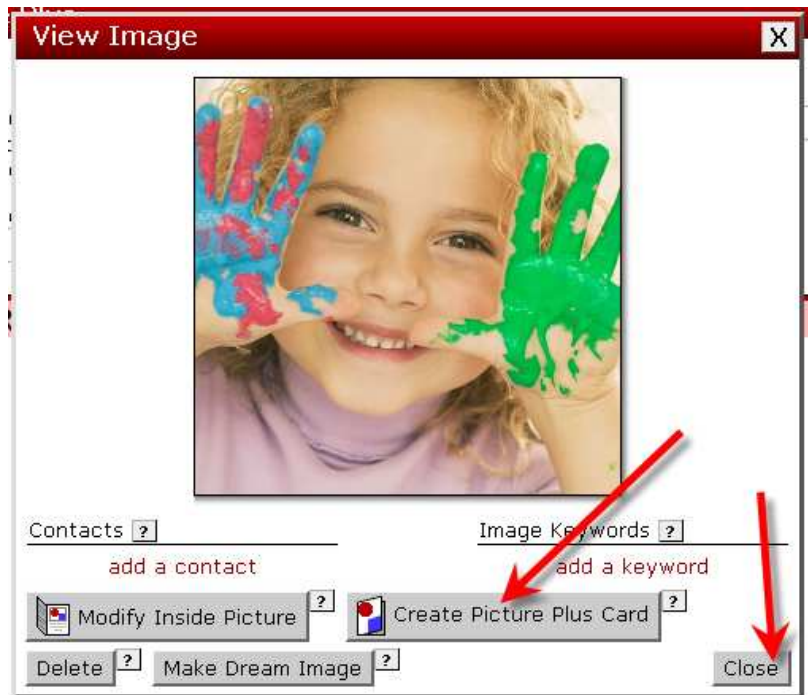 View Image X
Contacts ? Image Keywords ?
add a contact add a keyword
Modify Inside Picture ? Create Picture Plus Card ?
Delete ? Make Dream Image ? Close